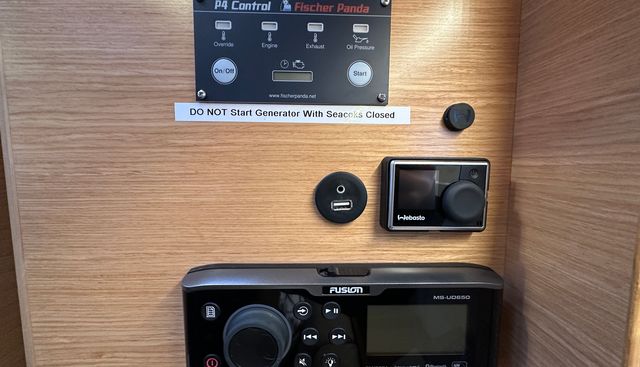 P4 Control Fischer Panda
Override Engine Exhaust Oil Pressure
On/Off Start
www.fischerpanda.net
DO NOT Start Generator With Seacoks Closed
Webasto
FUSION
MS-UD650